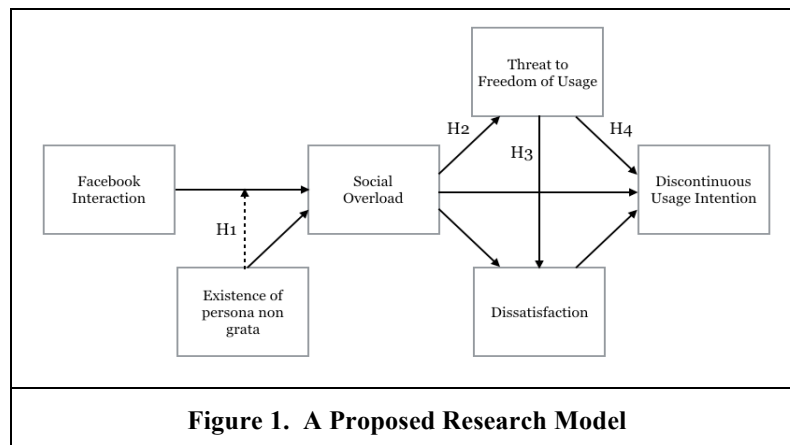 Threat to
Freedom of Usage
H2
H4
H3
Facebook
Interaction
Social
Overload
Discontinuous
Usage Intention
H1
Existence of
persona non
grata
Dissatisfaction
Figure 1. A Proposed Research Model